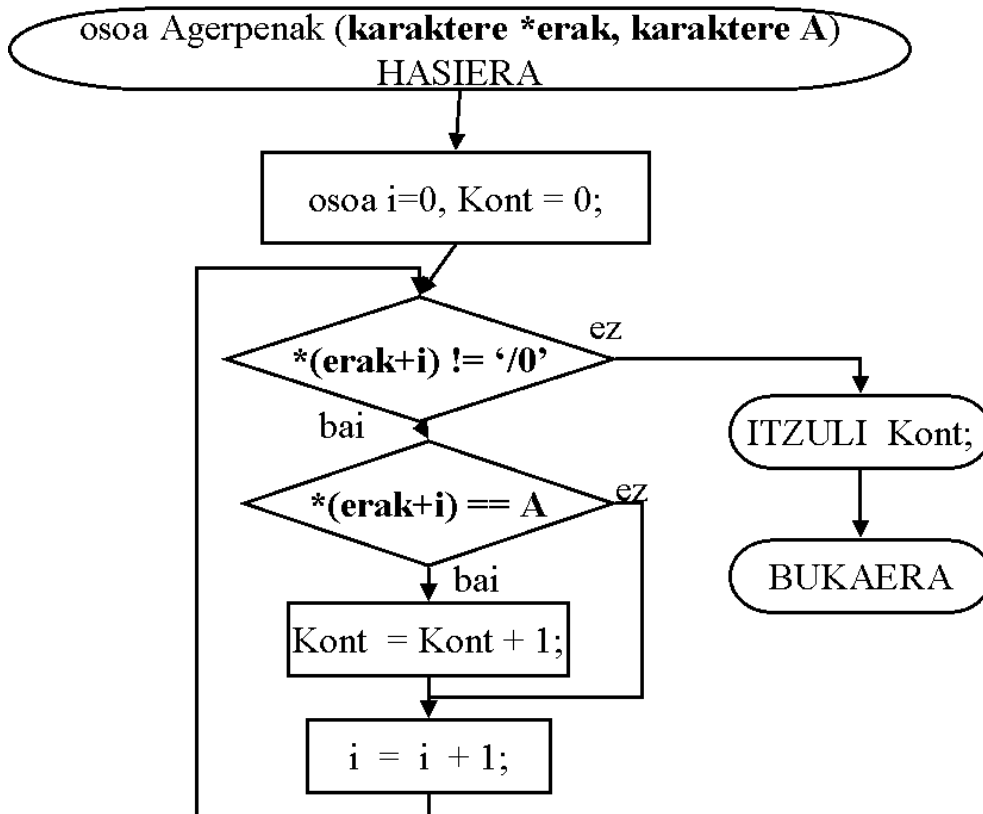 osoa Agerpenak (karaktere *erak, karaktere A)
HASIERA
osoa i=0, Kont = 0;
*(erak+i) != ‘/0’
ez
bai
ITZULI Kont;
*(erak+i) == A
ez
bai
BUKAERA
Kont = Kont + 1;
i = i + 1;